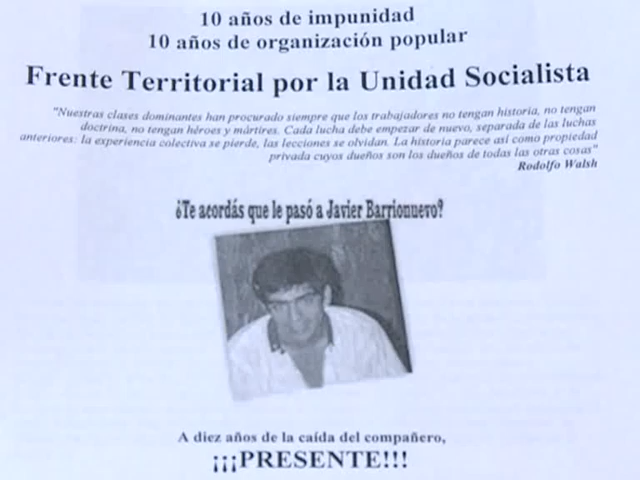 10 años de impunidad
10 años de organización popular
Frente Territorial por la Unidad Socialista
"Nuestras clases dominantes han procurado siempre que los trabajadores no tengan historia, no tengan
doctrina, no tengan héroes y mártires. Cada lucha debe empezar de nuevo, separada de las luchas
anteriores: la experiencia colectiva se pierde, las lecciones se olvidan. La historia parece así como propiedad
privada cuyos dueños son los dueños de todas las otras cosas"
Rodolfo Walsh
¿Te acordás que le pasó a Javier Barrionuevo?
A diez años de la caída del compañero,
¡¡¡PRESENTE!!!